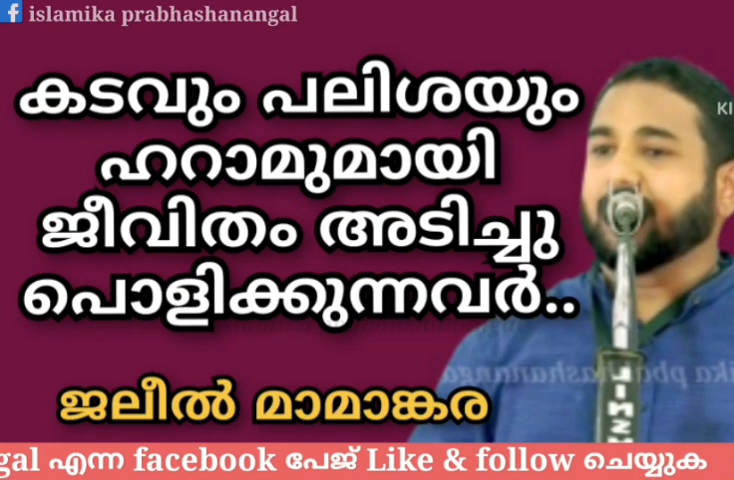 islamika prabhashanangal
കടവും പലിശയും
ഹറാമുമായി
ജീവിതം അടിച്ചു
പൊളിക്കുന്നവർ..
ജലീൽ മാമാങ്കര
gal എന്ന facebook പേജ് Like & follow ചെയ്യുക